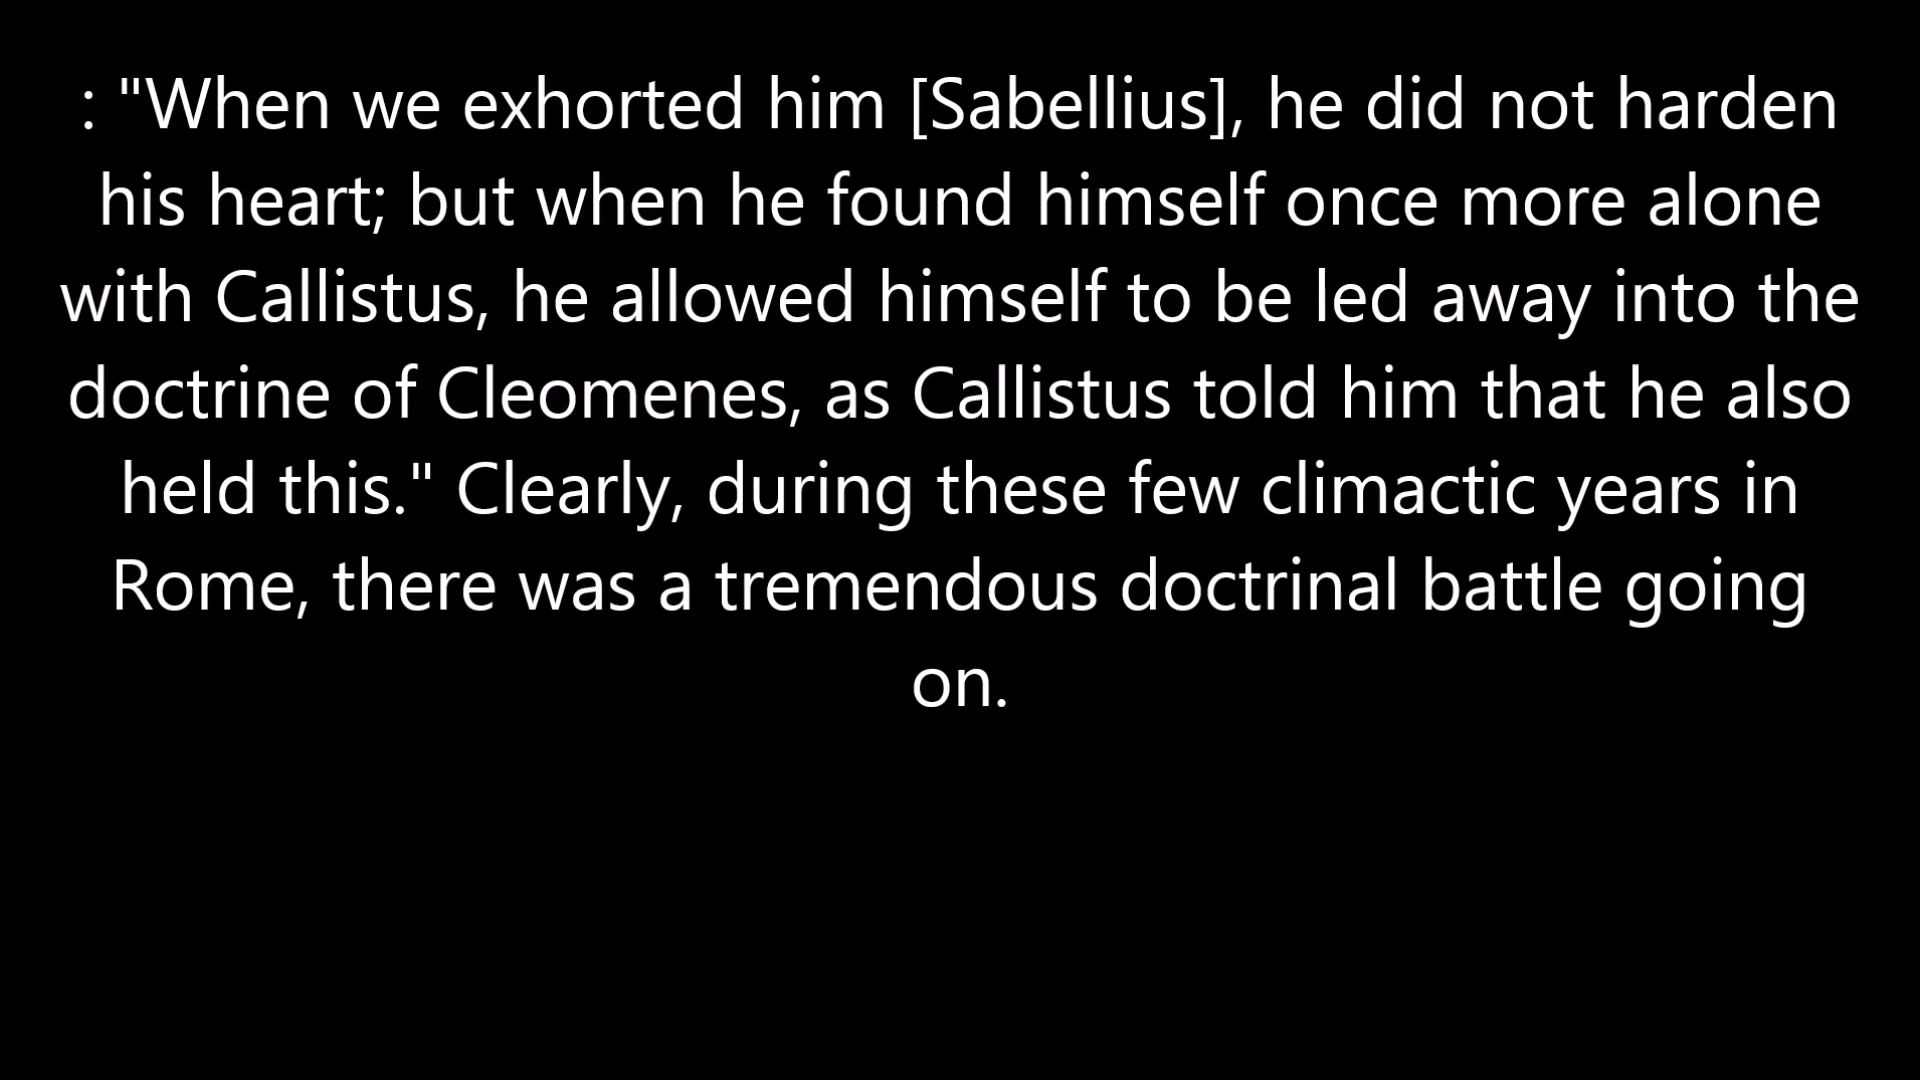 : "When we exhorted him [Sabellius], he did not harden
his heart; but when he found himself once more alone
with Callistus, he allowed himself to be led away into the
doctrine of Cleomenes, as Callistus told him that he also
held this." Clearly, during these few climactic years in
Rome, there was a tremendous doctrinal battle going
on.